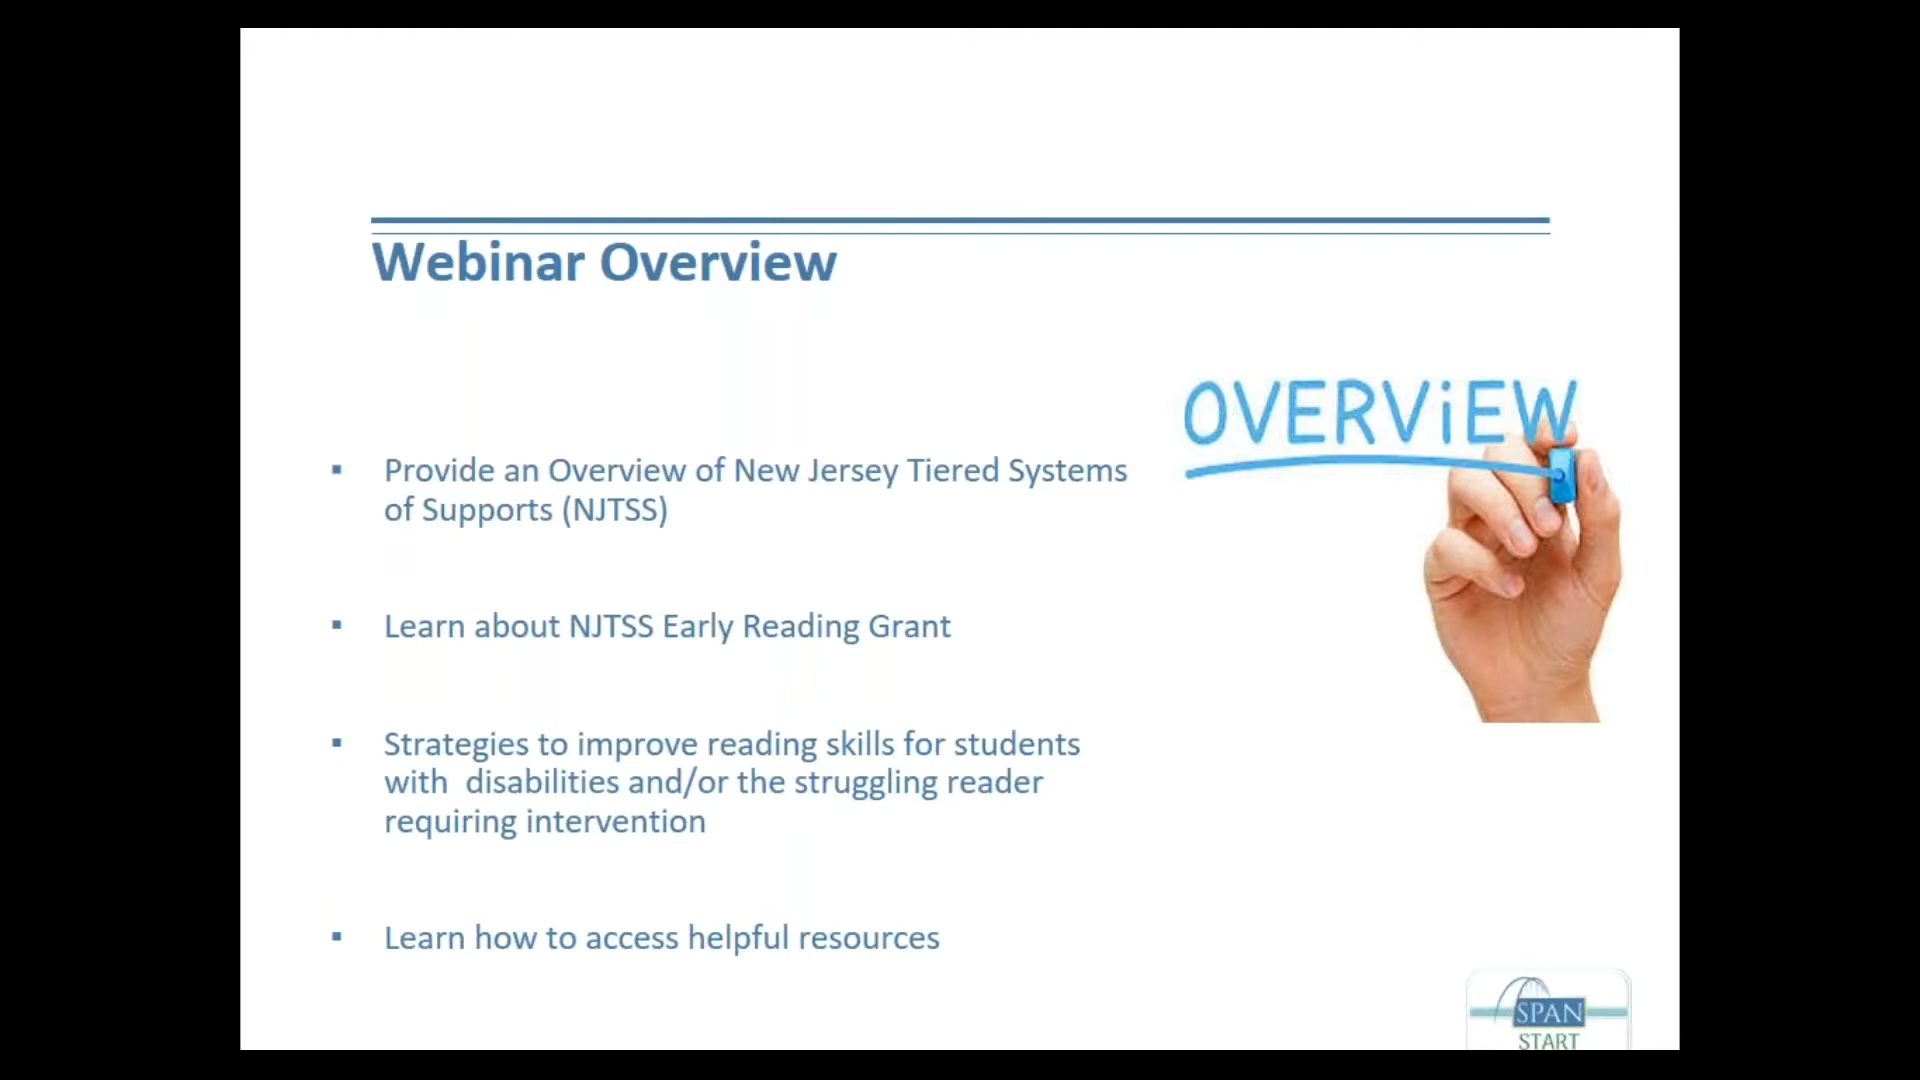 Webinar Overview
OVERViEW
▪ Provide an Overview of New Jersey Tiered Systems
of Supports (NJTSS)
▪ Learn about NJTSS Early Reading Grant
▪ Strategies to improve reading skills for students
with  disabilities and/or the struggling reader
requiring intervention
▪ Learn how to access helpful resources
SPAN
START